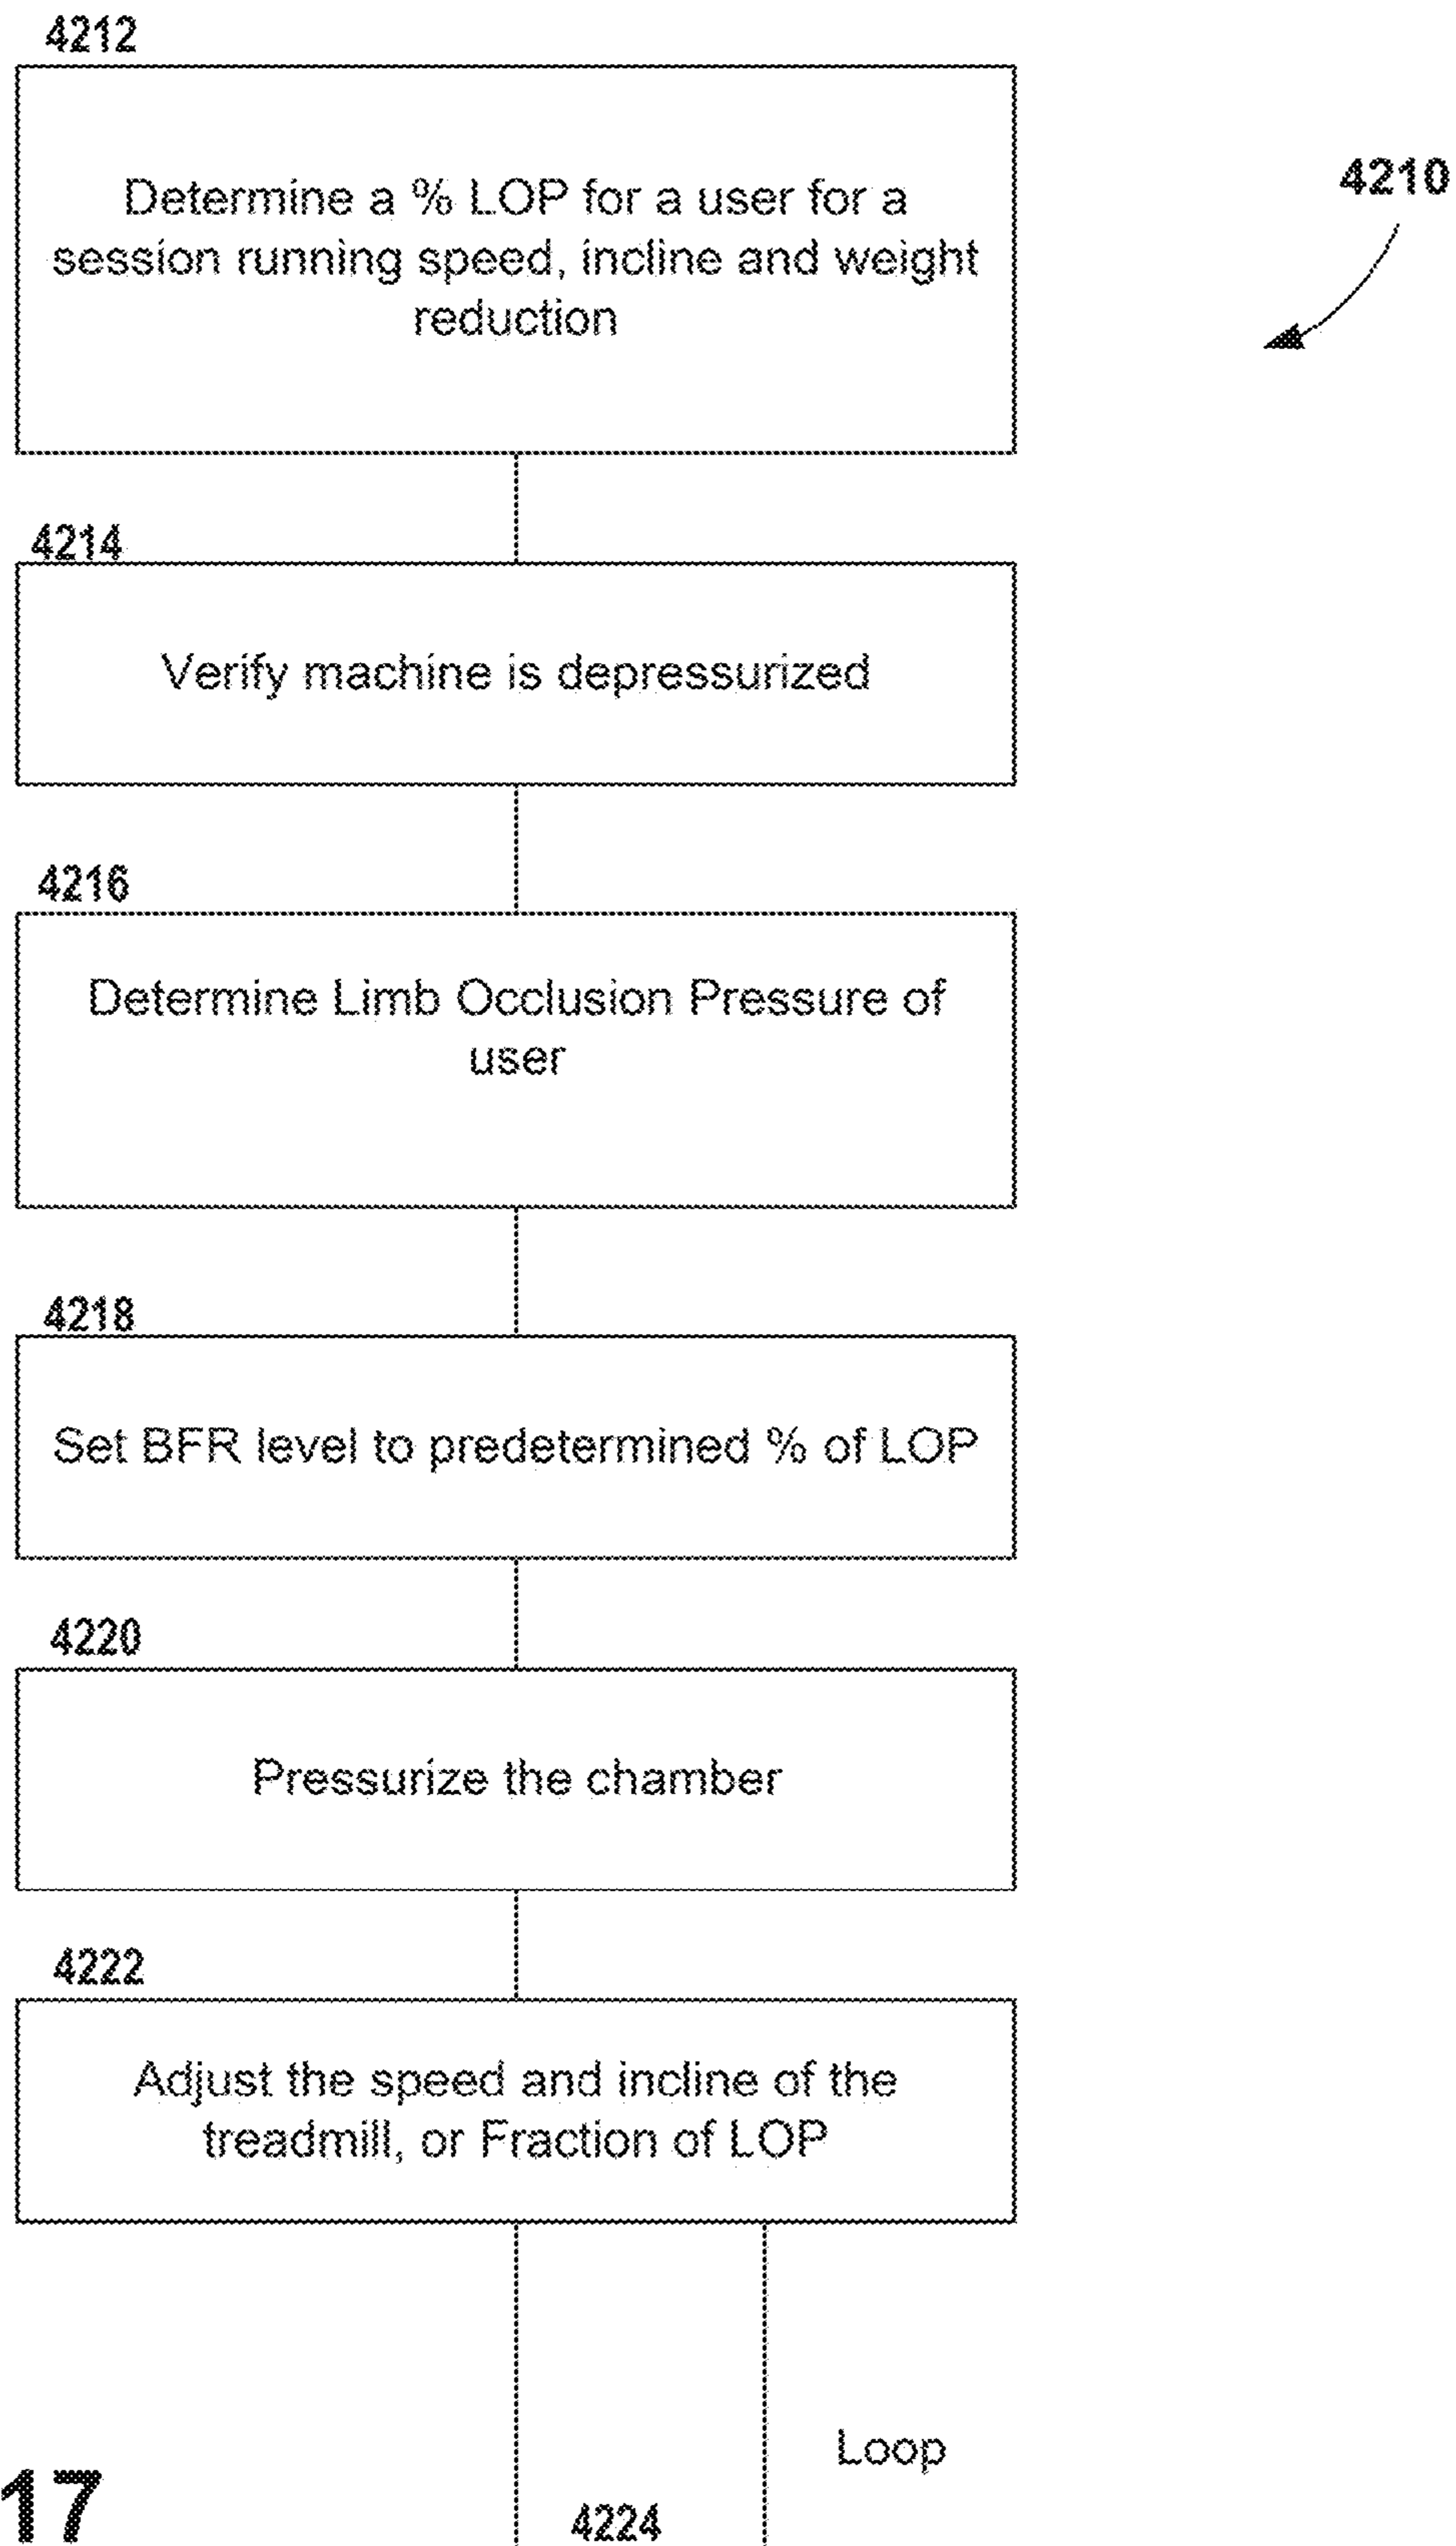 4212
Determine a % LOP for a user for a
session running speed, incline and weight
reduction
4210
4214
Verify machine is depressurized
4216
Determine Limb Occlusion Pressure of
user
4218
Set BFR level to predetermined % of LOP
4220
Pressurize the chamber
4222
Adjust the speed and incline of the
treadmill, or Fraction of LOP
Loop
17
4224